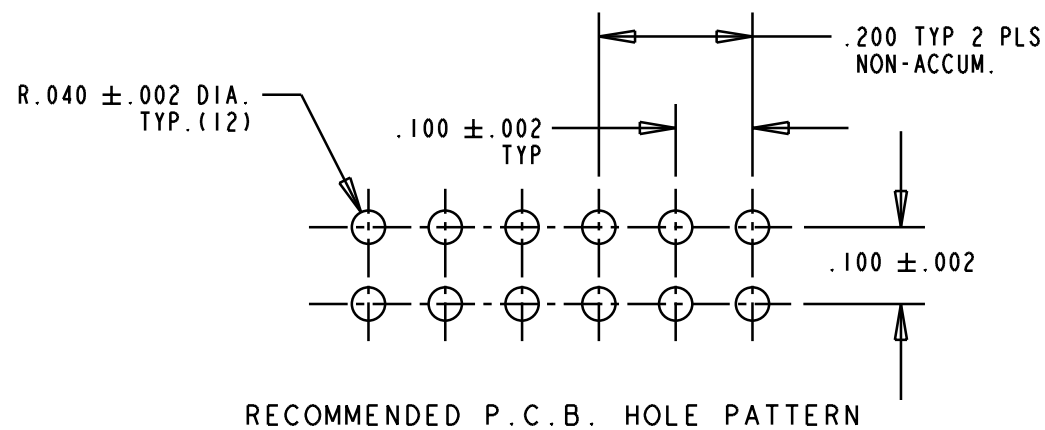 .200 TYP 2 PLS
NON-ACCUM.
R.040 ±.002 DIA.
TYP.(12)
.100 ±.002
TYP
.100 ±.002
RECOMMENDED P.C.B. HOLE PATTERN